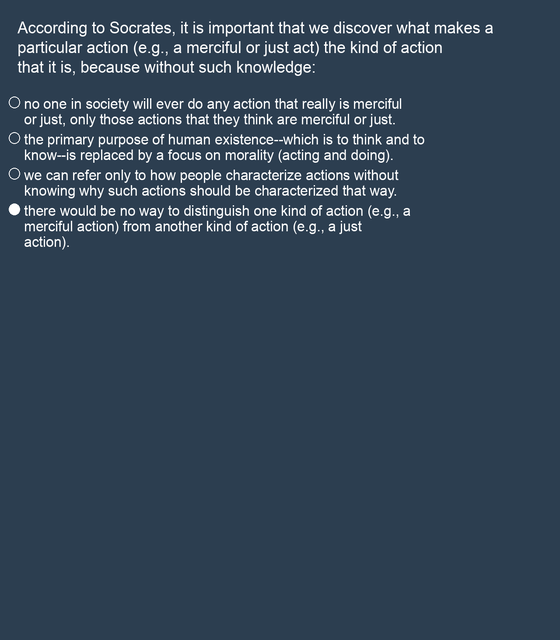 According to Socrates, it is important that we discover what makes a
particular action (e.g., a merciful or just act) the kind of action
that it is, because without such knowledge:
no one in society will ever do any action that really is merciful
or just, only those actions that they think are merciful or just.
the primary purpose of human existence--which is to think and to
know--is replaced by a focus on morality (acting and doing).
we can refer only to how people characterize actions without
knowing why such actions should be characterized that way.
there would be no way to distinguish one kind of action (e.g., a
merciful action) from another kind of action (e.g., a just
action).